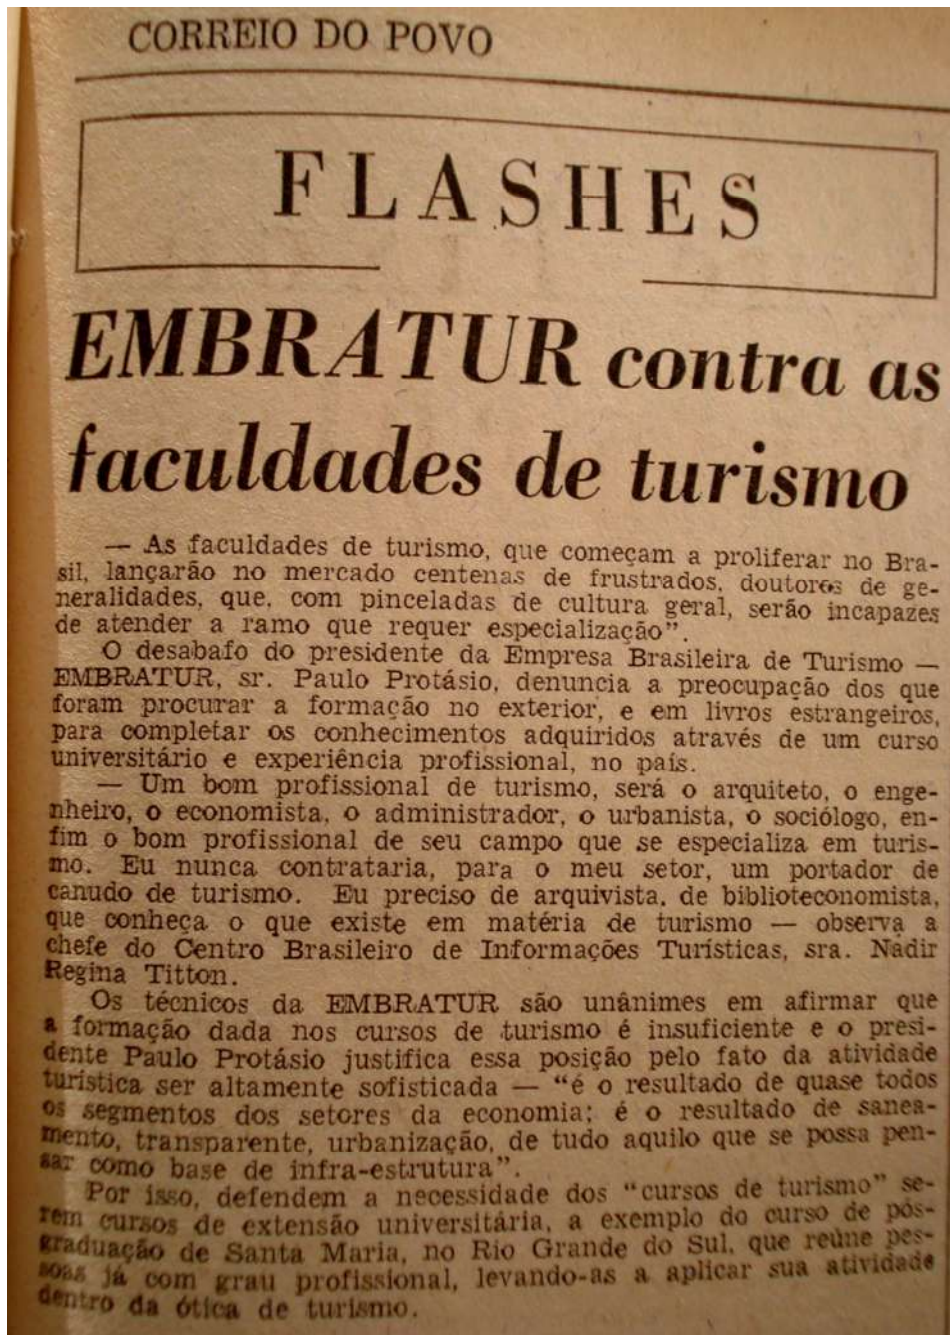 CORREIO DO POVO
FLASHES
EMBRATUR contra as
faculdades de turismo
— As faculdades de turismo, que começam a proliferar no Bra-
sil, lançarão no mercado centenas de frustrados, doutores de ge-
neralidades, que, com pinceladas de cultura geral, serão incapazes
de atender a ramo que requer especialização".
O desabafo do presidente da Empresa Brasileira de Turismo —
EMBRATUR, sr. Paulo Protásio, denuncia a preocupação dos que
foram procurar a formação no exterior, e em livros estrangeiros,
para completar os conhecimentos adquiridos através de um curso
universitário e experiência profissional, no país.
— Um bom profissional de turismo, será o arquiteto, o enge-
nheiro, o economista, o administrador, o urbanista, o sociólogo, en-
fim o bom profissional de seu campo que se especializa em turis-
mo. Eu nunca contrataria, para o meu setor, um portador de
canudo de turismo. Eu preciso de arquivista, de biblioteconomista,
que conheça o que existe em matéria de turismo — observa a
chefe do Centro Brasileiro de Informações Turísticas, sra. Nadir
Regina Titton.
Os técnicos da EMBRATUR são unânimes em afirmar que
a formação dada nos cursos de turismo é insuficiente e o presi-
dente Paulo Protásio justifica essa posição pelo fato da atividade
turística ser altamente sofisticada — "é o resultado de quase todos
os segmentos dos setores da economia; é o resultado de sanea-
mento, transparente, urbanização, de tudo aquilo que se possa pen-
sar como base de infra-estrutura".
Por isso, defendem a necessidade dos "cursos de turismo" se-
rem cursos de extensão universitária, a exemplo do curso de pós-
graduação de Santa Maria, no Rio Grande do Sul, que reúne pes-
soas já com grau profissional, levando-as a aplicar sua atividade
dentro da ótica de turismo.